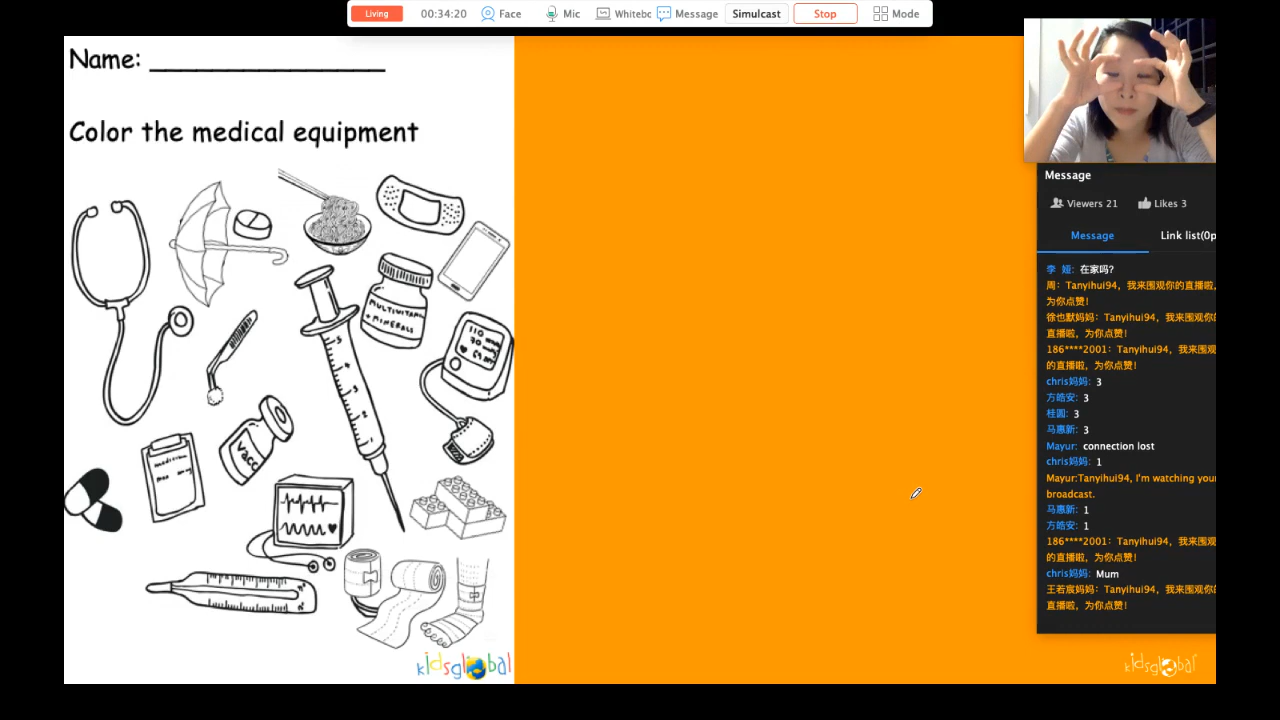 Living 00:34:20 Face Mic Whitebc Message Simulcast Stop Mode
Name: _______________
Color the medical equipment
MULTIVITAMIN
+MINERALS
110
70
vacc
kidsglobal
Message
Viewers 21 Likes 3
Message Link list(0p
李 娅: 在家吗?
周: Tanyihui94, 我来围观你的直播啦,
为你点赞!
徐也默妈妈: Tanyihui94, 我来围观你的
直播啦, 为你点赞!
186****2001: Tanyihui94, 我来围观
的直播啦, 为你点赞!
chris妈妈: 3
方皓安: 3
桂圆: 3
马惠新: 3
Mayur: connection lost
chris妈妈: 1
Mayur:Tanyihui94, I'm watching your
broadcast.
马惠新: 1
方皓安: 1
186****2001: Tanyihui94, 我来围观
的直播啦, 为你点赞!
chris妈妈: Mum
王若宸妈妈: Tanyihui94, 我来围观你的
直播啦, 为你点赞!
kidsglobal